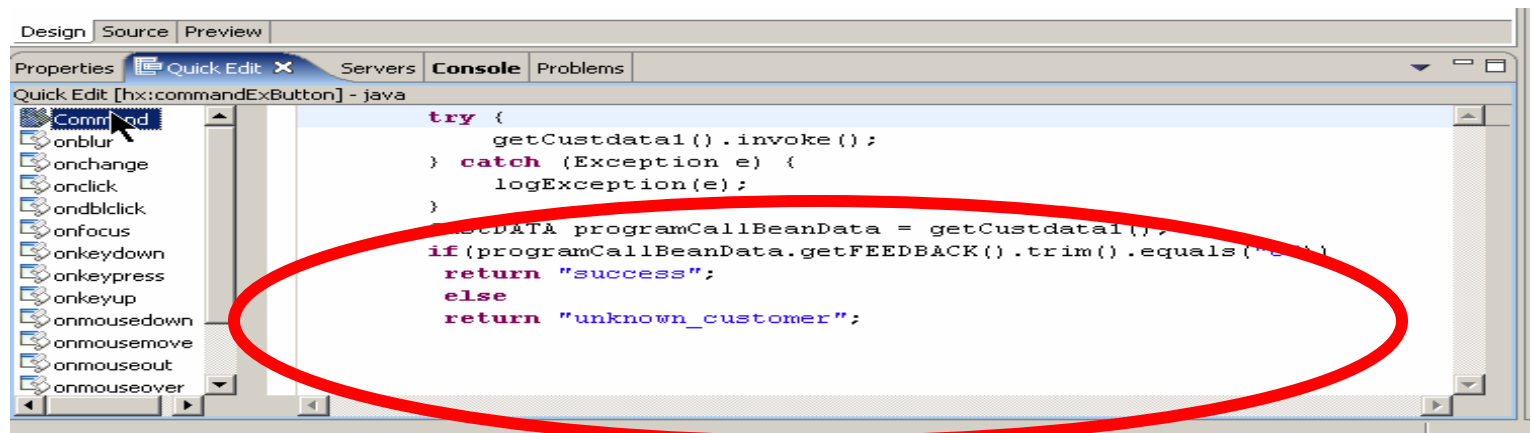 Design Source Preview
Properties Quick Edit Servers Console Problems
Quick Edit [hx:commandExButton] - java
Command
onblur
onchange
onclick
ondblclick
onfocus
onkeydown
onkeypress
onkeyup
onmousedown
onmousemove
onmouseout
onmouseover
try {
getCustdata1().invoke();
} catch (Exception e) {
logException(e);
}
programCallBeanData = getCustdata1();
if(programCallBeanData.getFEEDBACK().trim().equals(
return "success";
else
return "unknown_customer";